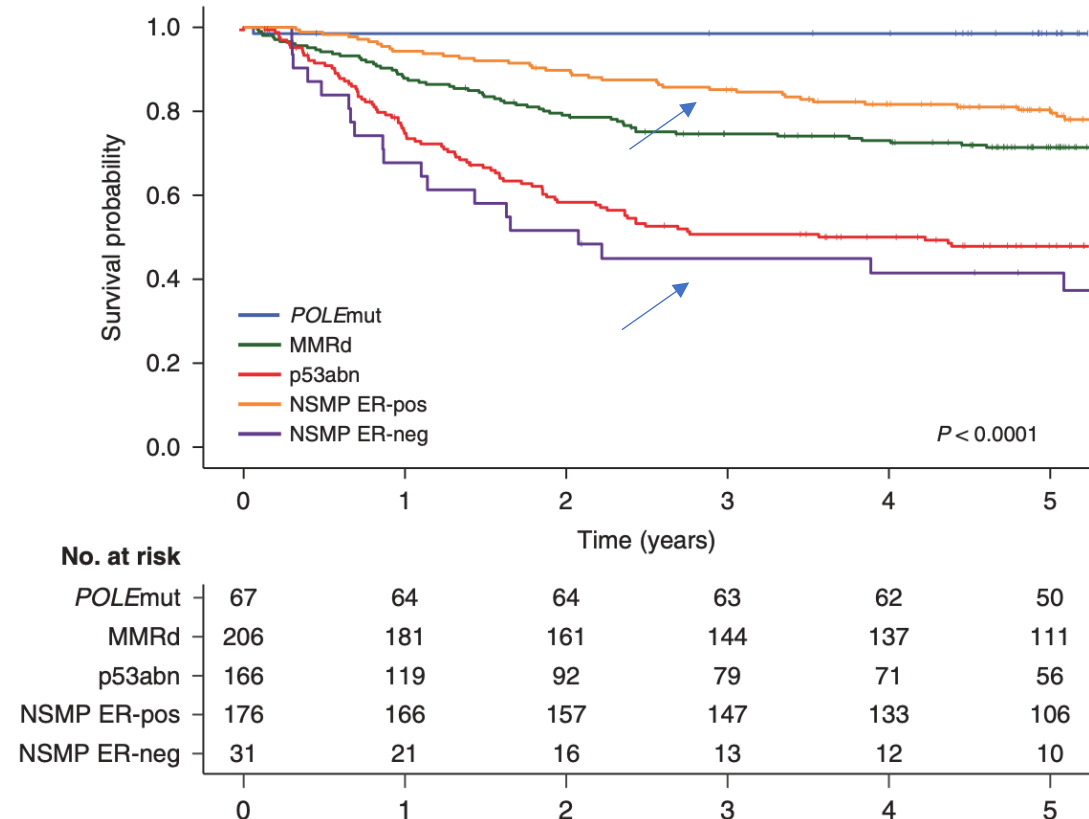 1.0
0.8
0.6
0.4
0.2
0.0
Survival probability
POLEmut
MMRd
p53abn
NSMP ER-pos
NSMP ER-neg
P < 0.0001
0 1 2 3 4 5
Time (years)
No. at risk
POLEmut 67 64 64 63 62 50
MMRd 206 181 161 144 137 111
p53abn 166 119 92 79 71 56
NSMP ER-pos 176 166 157 147 133 106
NSMP ER-neg 31 21 16 13 12 10
0 1 2 3 4 5